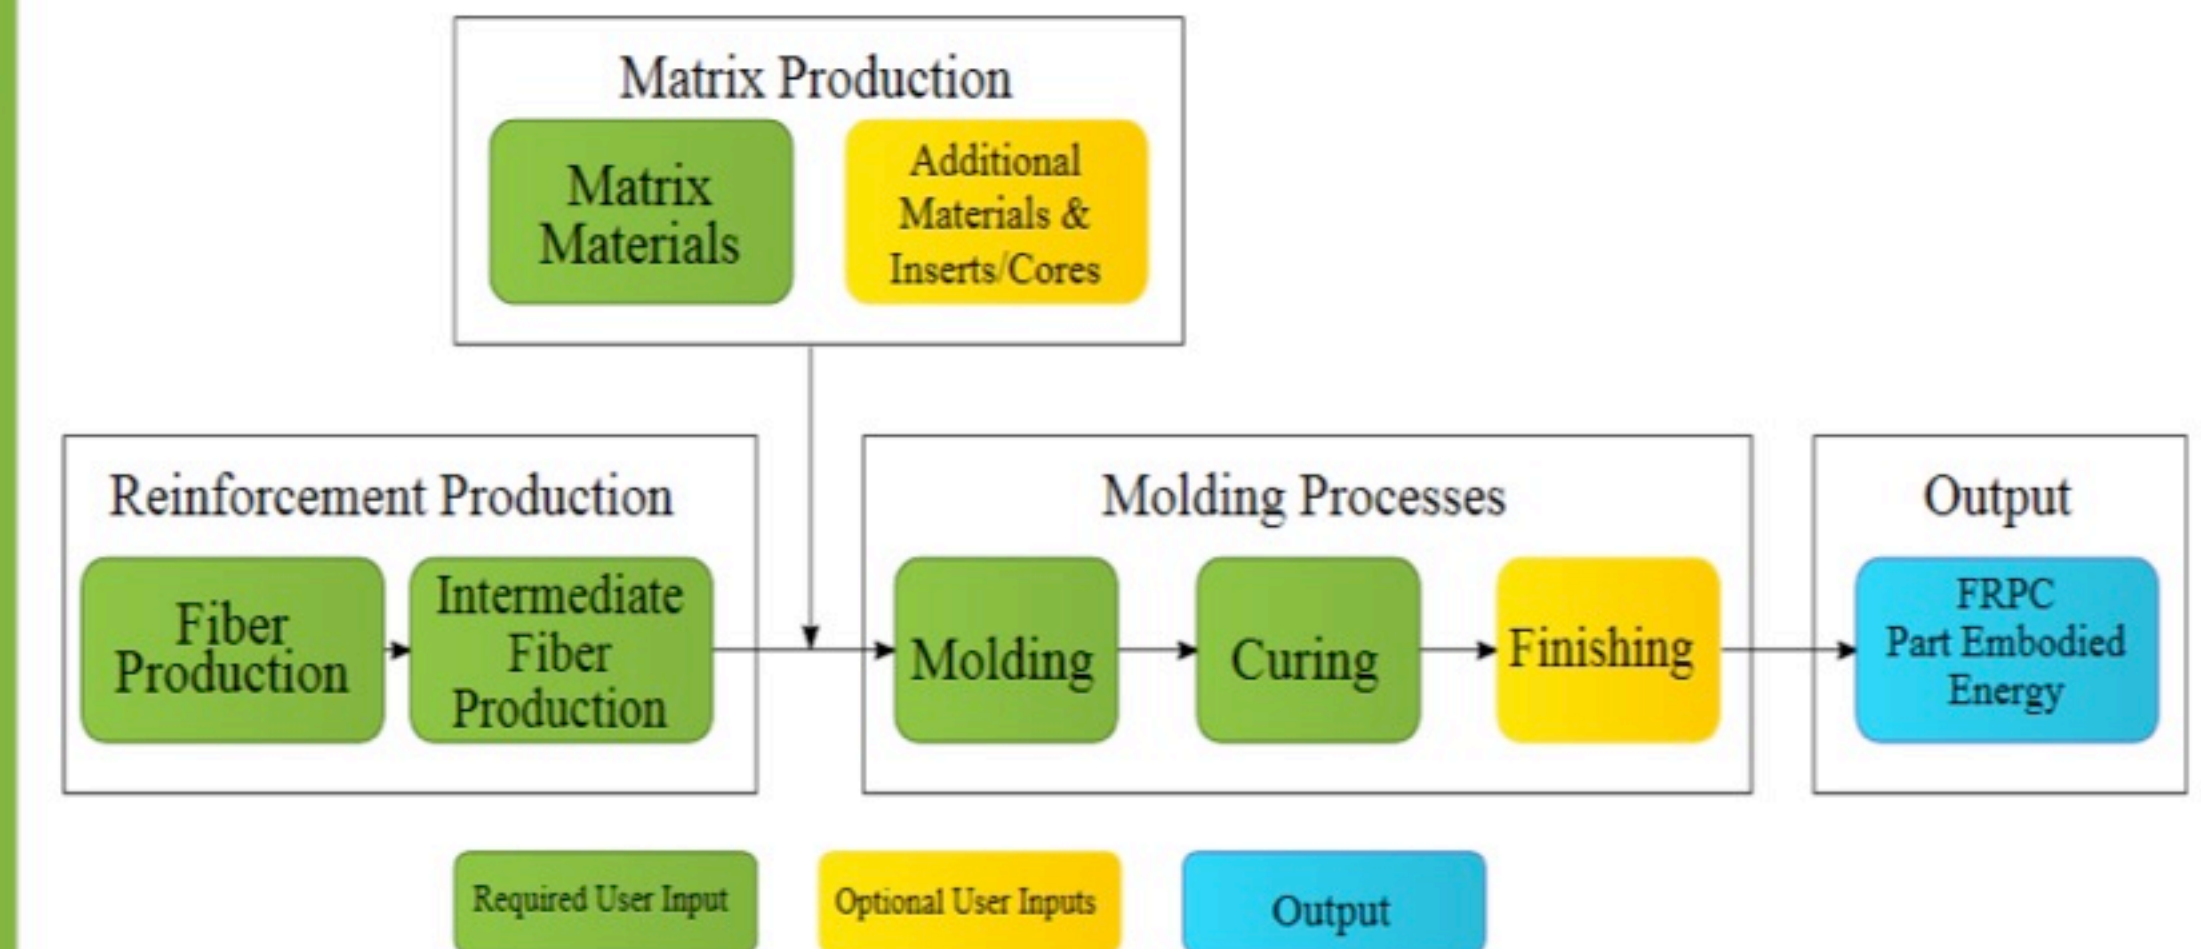 Matrix Production
Matrix
Materials
Additional
Materials &
Inserts/Cores
Reinforcement Production
Fiber
Production
Intermediate
Fiber
Production
Molding Processes
Molding
Curing
Finishing
Output
FRPC
Part Embodied
Energy
Required User Input
Optional User Inputs
Output